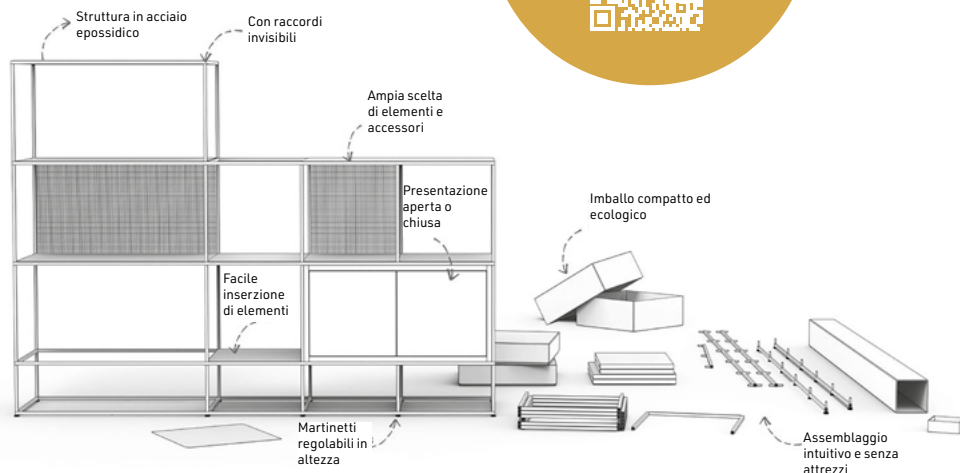 Struttura in acciaio
epossidico
Con raccordi
invisibili
Ampia scelta
di elementi e
accessori
Presentazione
aperta o
chiusa
Imballo compatto ed
ecologico
Facile
inserzione
di elementi
Martinetti
regolabili in
altezza
Assemblaggio
intuitivo e senza
attrezzi